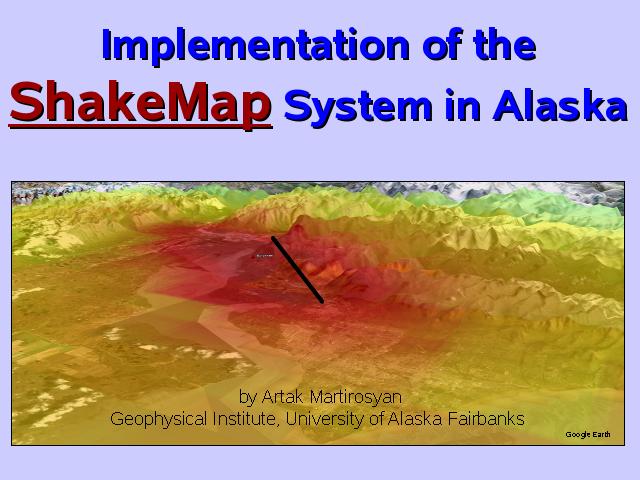 Implementation of the
ShakeMap System in Alaska
by Artak Martirosyan
Geophysical Institute, University of Alaska Fairbanks
Google Earth